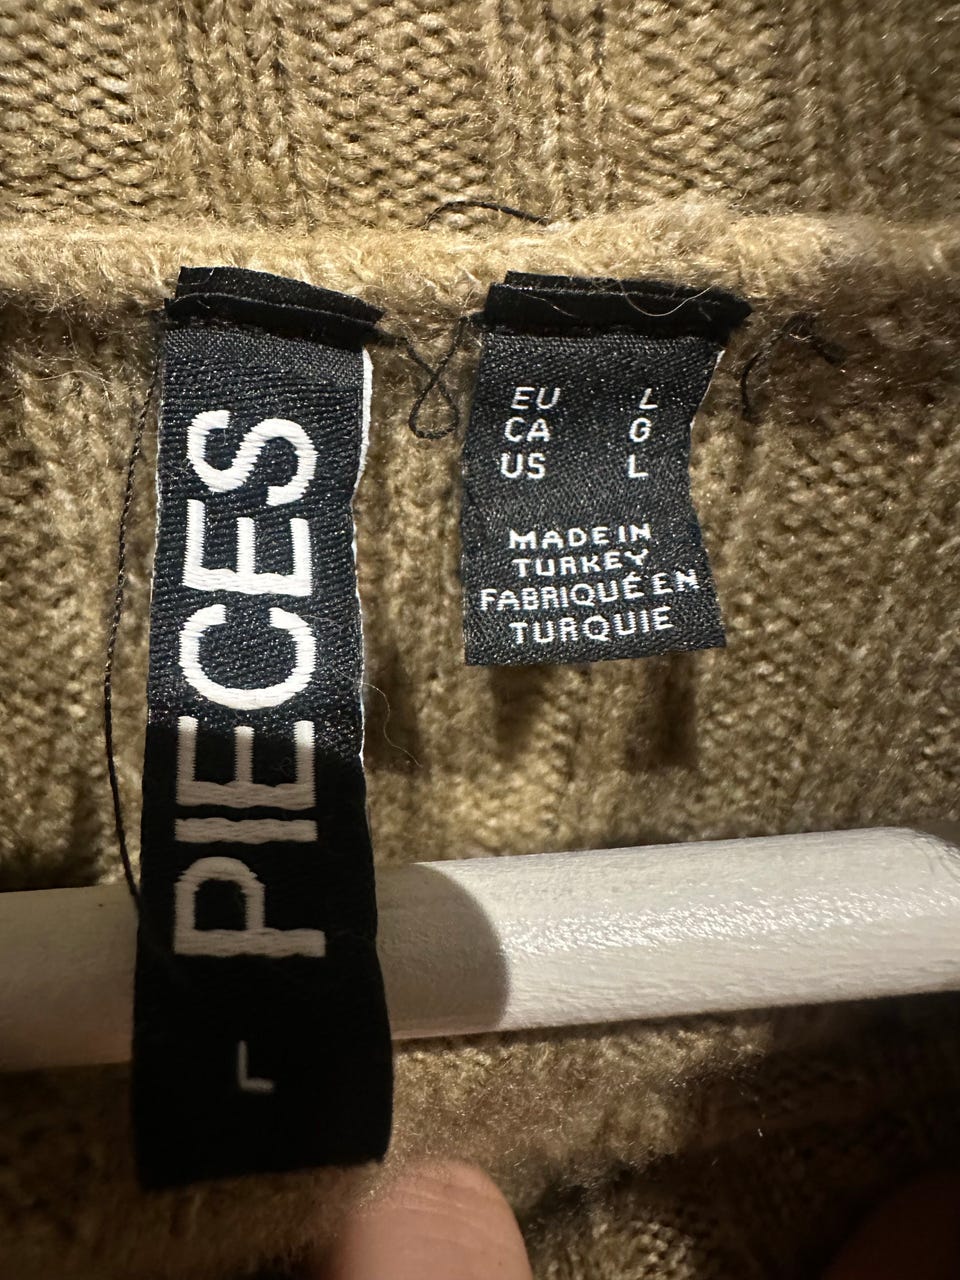 PIECES
L
EU L
CA G
US L
MADE IN
TURKEY
FABRIQUÉ EN
TURQUIE